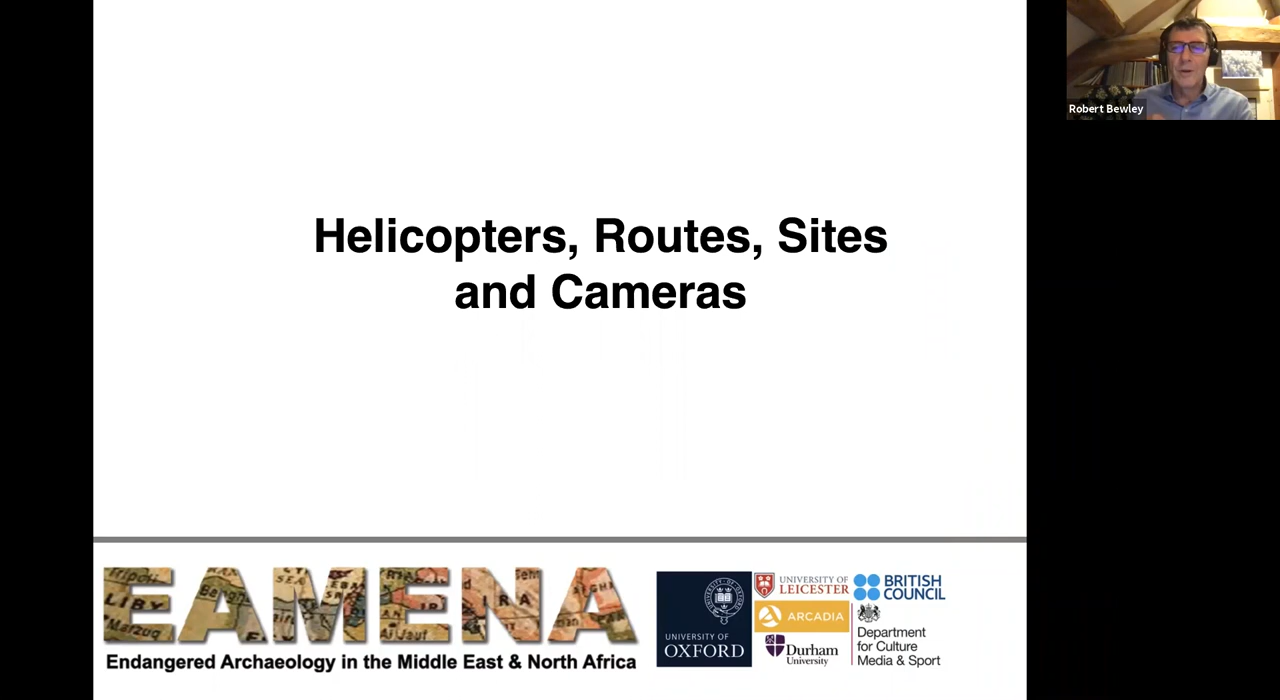 Helicopters, Routes, Sites
and Cameras
Robert Bewley
EAMENA
Endangered Archaeology in the Middle East & North Africa
UNIVERSITY OF
OXFORD
UNIVERSITY OF
LEICESTER
BRITISH
COUNCIL
ARCADIA
Durham
University
Department
for Culture
Media & Sport